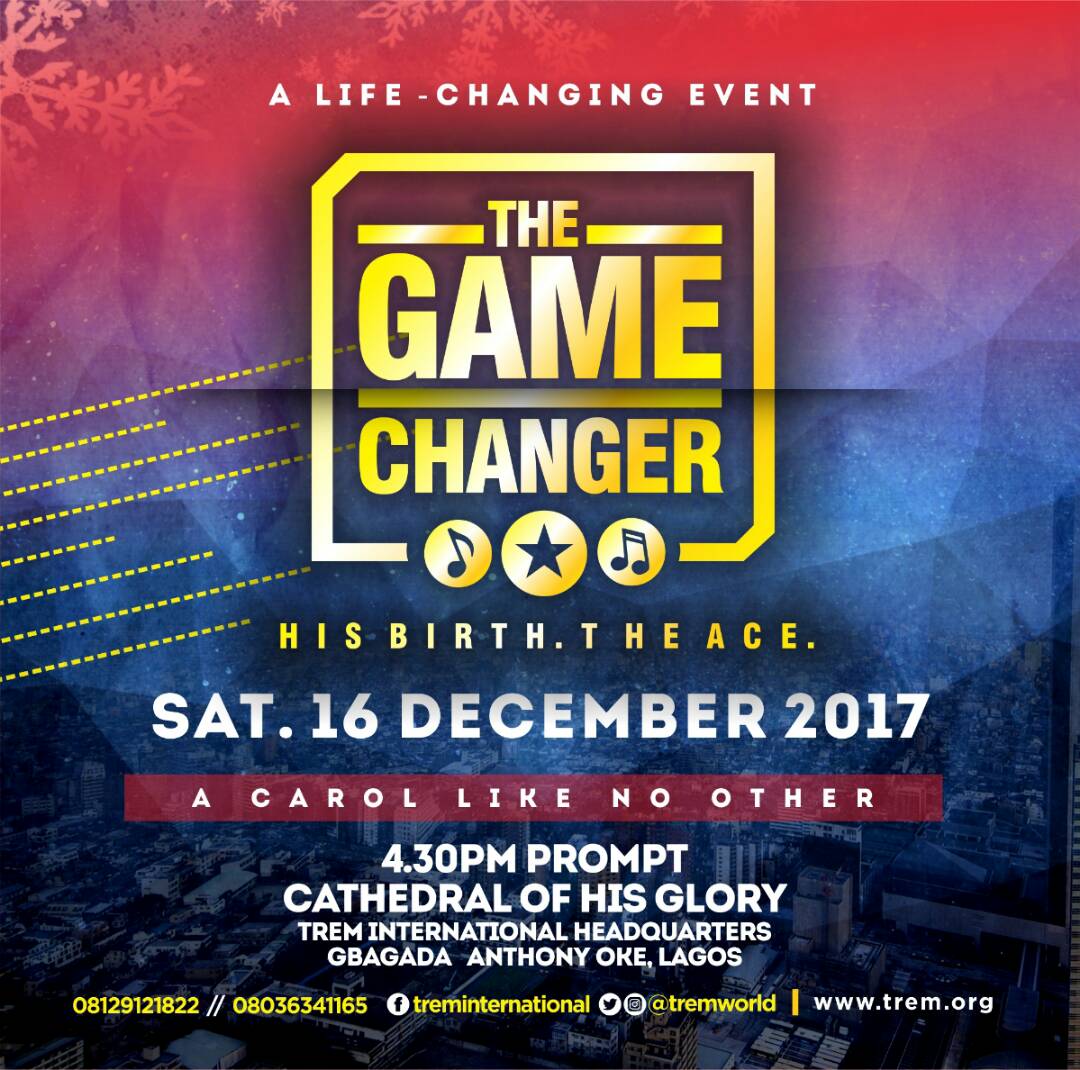 A LIFE -CHANGING EVENT
THE
GAME
CHANGER
HIS BIRTH. THE ACE.
SAT. 16 DECEMBER 2017
A CAROL LIKE NO OTHER
4.30PM PROMPT
CATHEDRAL OF HIS GLORY
TREM INTERNATIONAL HEADQUARTERS
GBAGADA ANTHONY OKE, LAGOS
08129121822 // 08036341165 treminternational @tremworld | www.trem.org